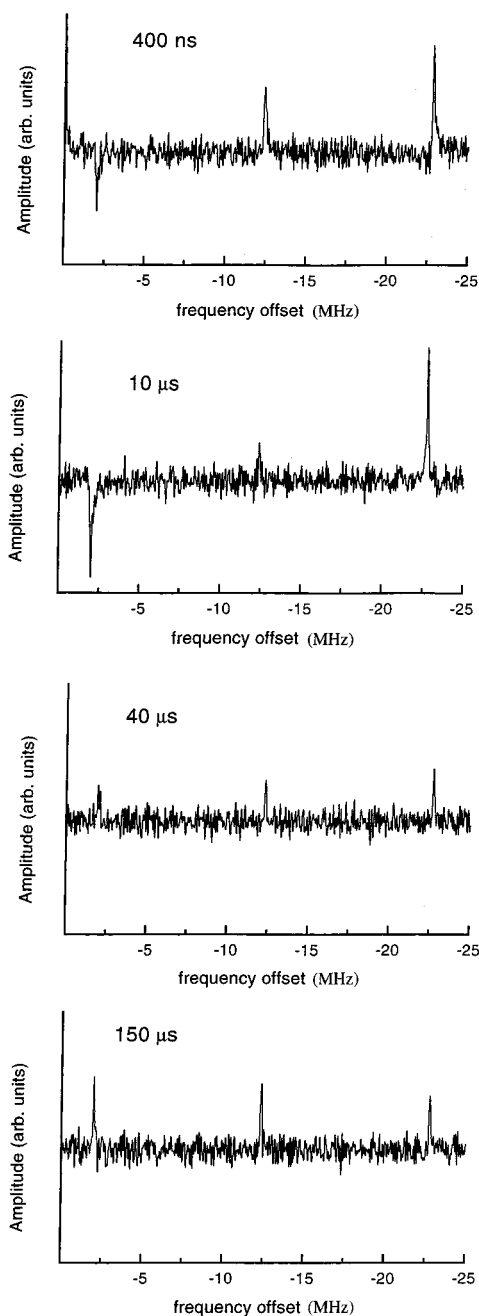 400 ns
Amplitude (arb. units)
-5 -10 -15 -20 -25
frequency offset (MHz)
10 μs
Amplitude (arb. units)
-5 -10 -15 -20 -25
frequency offset (MHz)
40 μs
Amplitude (arb. units)
-5 -10 -15 -20 -25
frequency offset (MHz)
150 μs
Amplitude (arb. units)
-5 -10 -15 -20 -25
frequency offset (MHz)